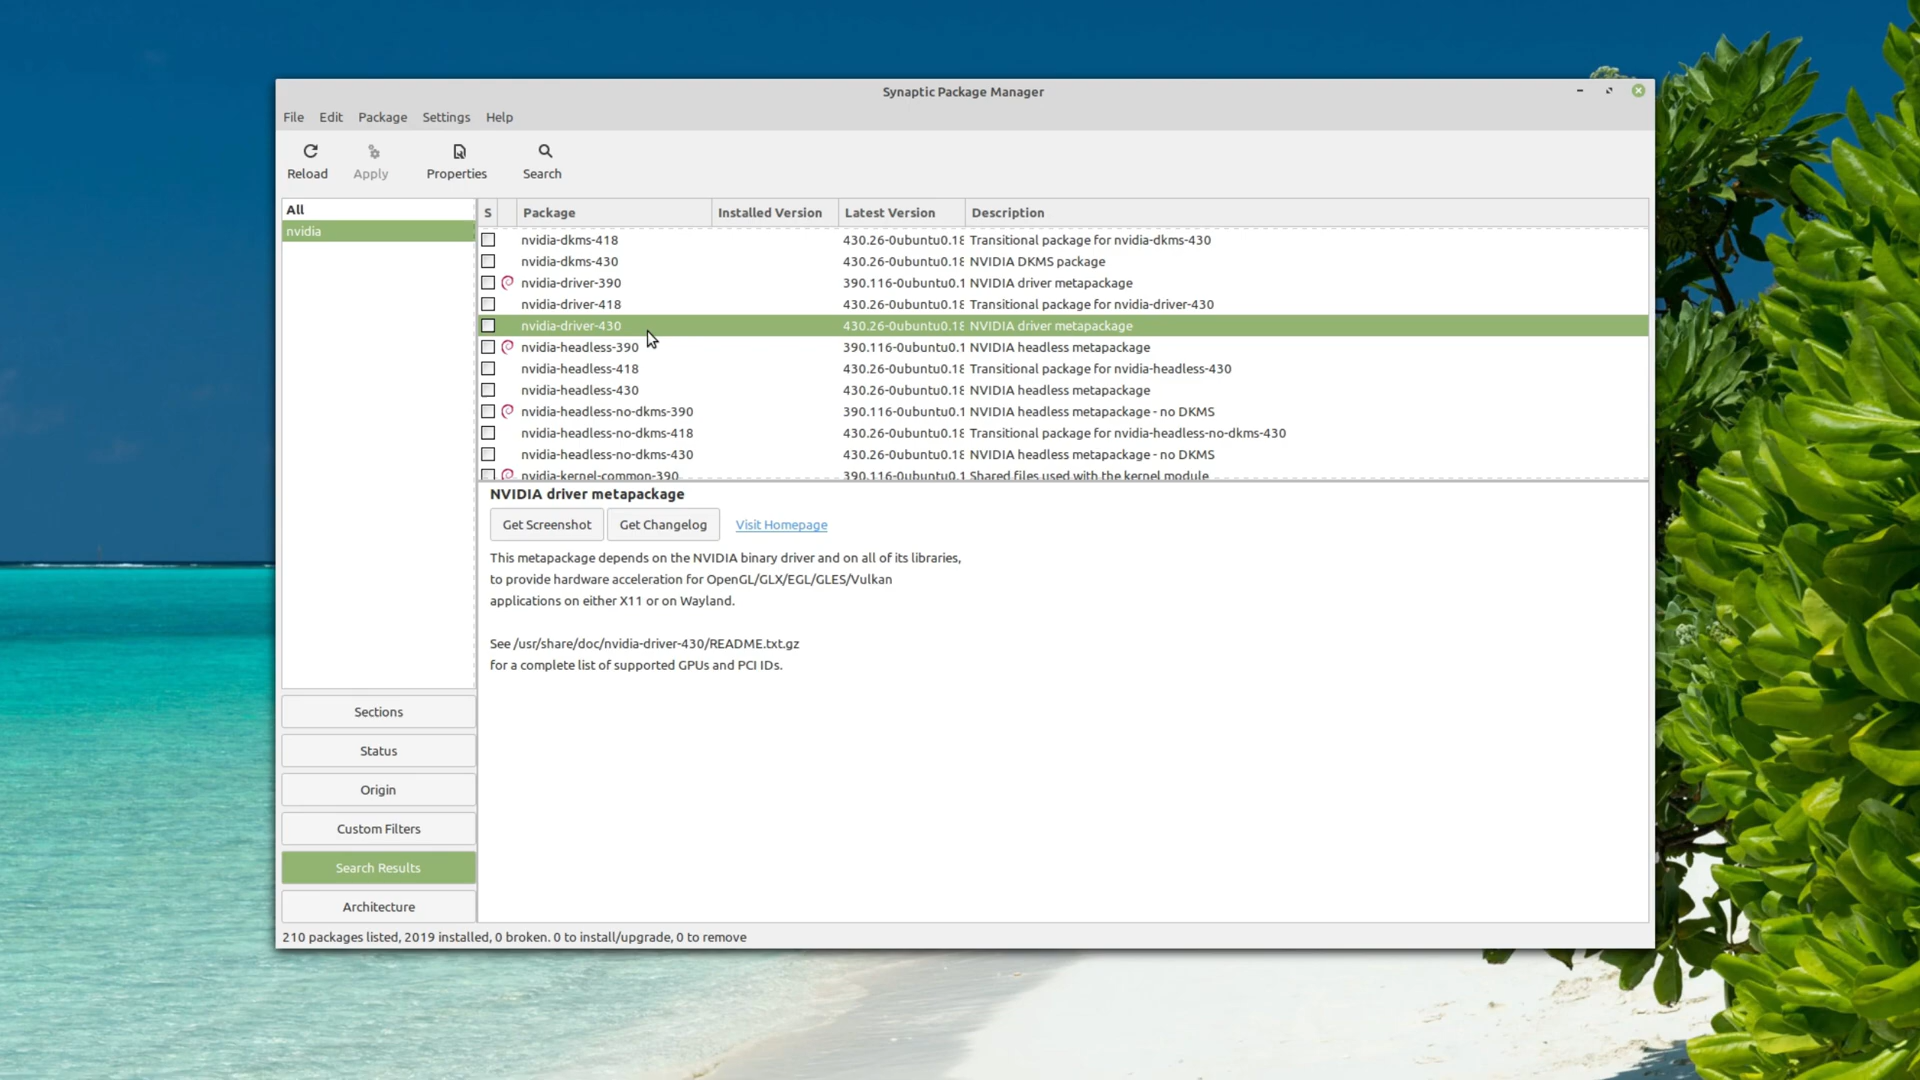 Synaptic Package Manager
File Edit Package Settings Help
Reload Apply Properties Search
All
nvidia
S Package Installed Version Latest Version Description
nvidia-dkms-418 430.26-0ubuntu0.18 Transitional package for nvidia-dkms-430
nvidia-dkms-430 430.26-0ubuntu0.18 NVIDIA DKMS package
nvidia-driver-390 390.116-0ubuntu0.1 NVIDIA driver metapackage
nvidia-driver-418 430.26-0ubuntu0.18 Transitional package for nvidia-driver-430
nvidia-driver-430 430.26-0ubuntu0.18 NVIDIA driver metapackage
nvidia-headless-390 390.116-0ubuntu0.1 NVIDIA headless metapackage
nvidia-headless-418 430.26-0ubuntu0.18 Transitional package for nvidia-headless-430
nvidia-headless-430 430.26-0ubuntu0.18 NVIDIA headless metapackage
nvidia-headless-no-dkms-390 390.116-0ubuntu0.1 NVIDIA headless metapackage - no DKMS
nvidia-headless-no-dkms-418 430.26-0ubuntu0.18 Transitional package for nvidia-headless-no-dkms-430
nvidia-headless-no-dkms-430 430.26-0ubuntu0.18 NVIDIA headless metapackage - no DKMS
nvidia-kernel-common-390 390.116-0ubuntu0.1 Shared files used with the kernel module
NVIDIA driver metapackage
Get Screenshot Get Changelog Visit Homepage
This metapackage depends on the NVIDIA binary driver and on all of its libraries,
to provide hardware acceleration for OpenGL/GLX/EGL/GLES/Vulkan
applications on either X11 or on Wayland.
See /usr/share/doc/nvidia-driver-430/README.txt.gz
for a complete list of supported GPUs and PCI IDs.
Sections
Status
Origin
Custom Filters
Search Results
Architecture
210 packages listed, 2019 installed, 0 broken. 0 to install/upgrade, 0 to remove